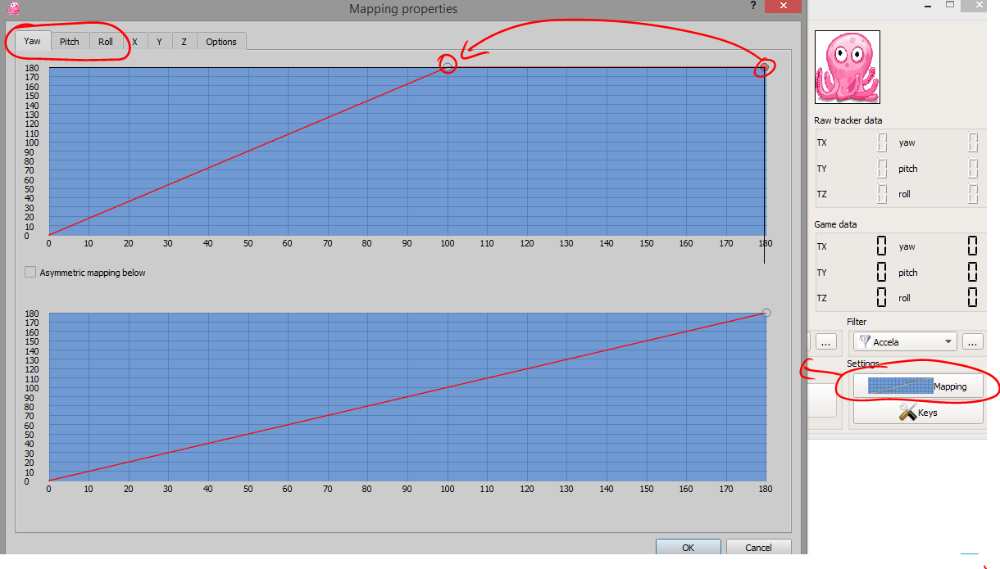 Mapping properties
?
Yaw Pitch Roll X Y Z Options
180
170
160
150
140
130
120
110
100
90
80
70
60
50
40
30
20
10
0
0 10 20 30 40 50 60 70 80 90 100 110 120 130 140 150 160 170 180
Asymmetric mapping below
180
170
160
150
140
130
120
110
100
90
80
70
60
50
40
30
20
10
0
0 10 20 30 40 50 60 70 80 90 100 110 120 130 140 150 160 170 180
OK Cancel
Raw tracker data
TX 0 yaw 0
TY 0 pitch 0
TZ 0 roll 0
Game data
TX 0 yaw 0
TY 0 pitch 0
TZ 0 roll 0
Filter
... Accela ...
Settings
Mapping
Keys